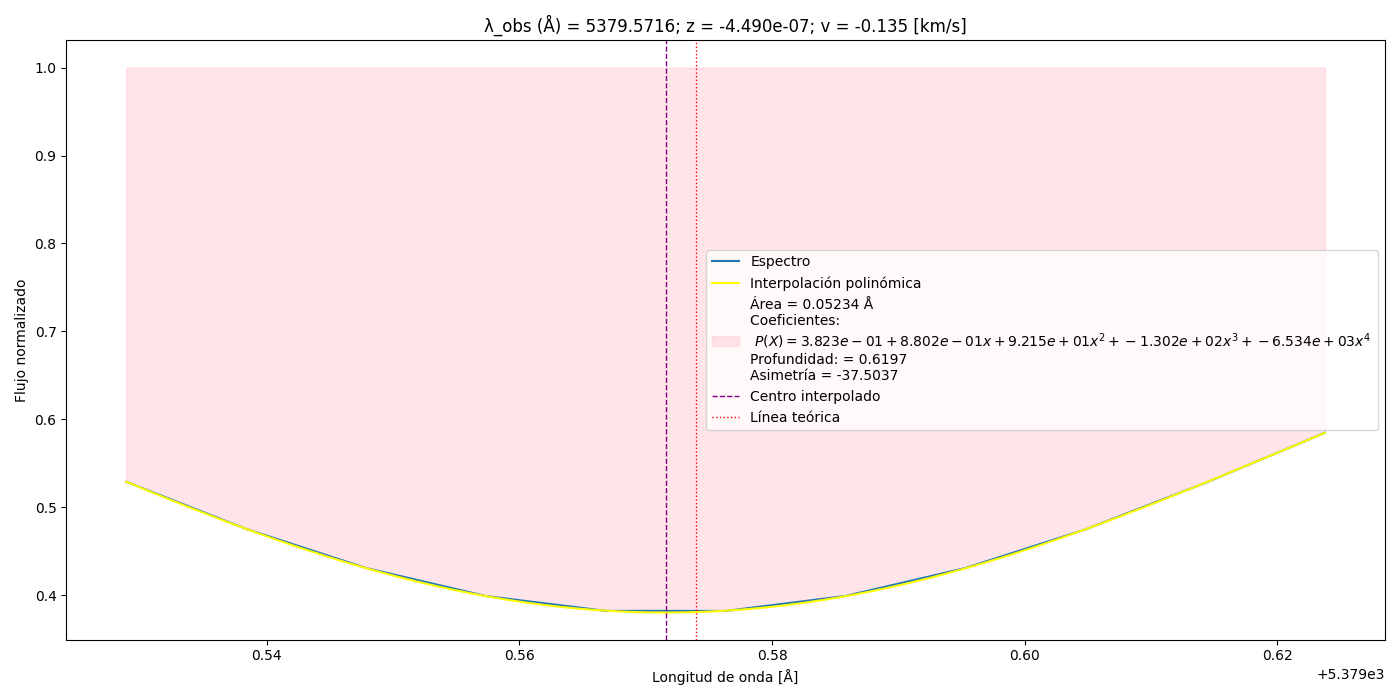 λ_obs (Å) = 5379.5716; z = -4.490e-07; v = -0.135 [km/s]
Flujo normalizado
1.0
0.9
0.8
0.7
0.6
0.5
0.4
Espectro
Interpolación polinómica
Área = 0.05234 Å
Coeficientes:
P(X) = 3.823e − 01 + 8.802e − 01x + 9.215e + 01x² + −1.302e + 02x³ + −6.534e + 03x⁴
Profundidad: = 0.6197
Asimetría = -37.5037
Centro interpolado
Línea teórica
0.54 0.56 0.58 0.60 0.62
+5.379e3
Longitud de onda [Å]